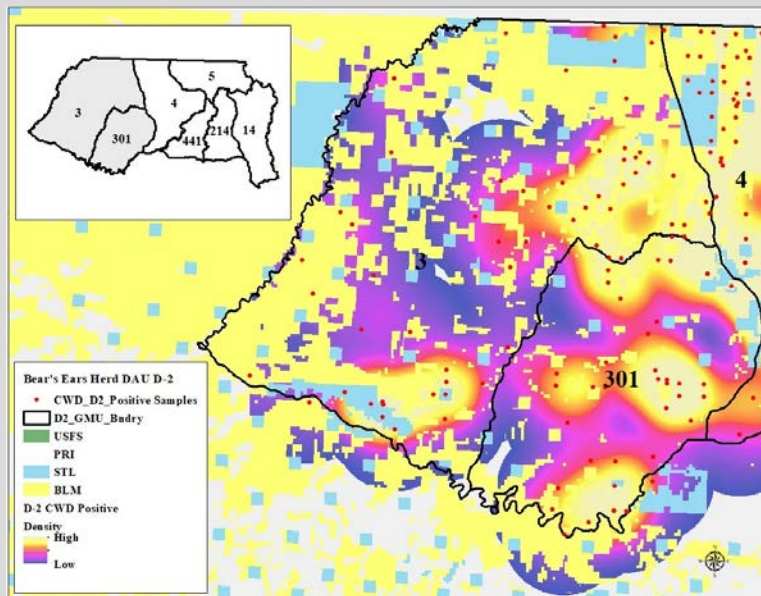 5
3
4
214
14
441
301
4
3
301
Bear's Ears Herd DAU D-2
CWD_D2_Positive Samples
D2_GMU_Bndry
USFS
PRI
STL
BLM
D-2 CWD Positive
Density
High
Low